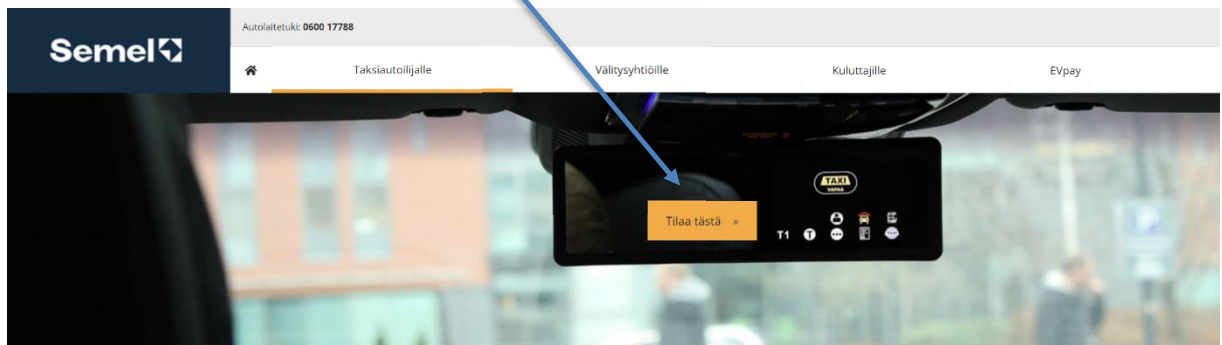 Semel
Autolaitetuki: 0600 17788
Taksiautoilijalle
Välitysyhtiöille
Kuluttajille
EVpay
TAXI
VAPAA
Tilaa tästä »
T1 T